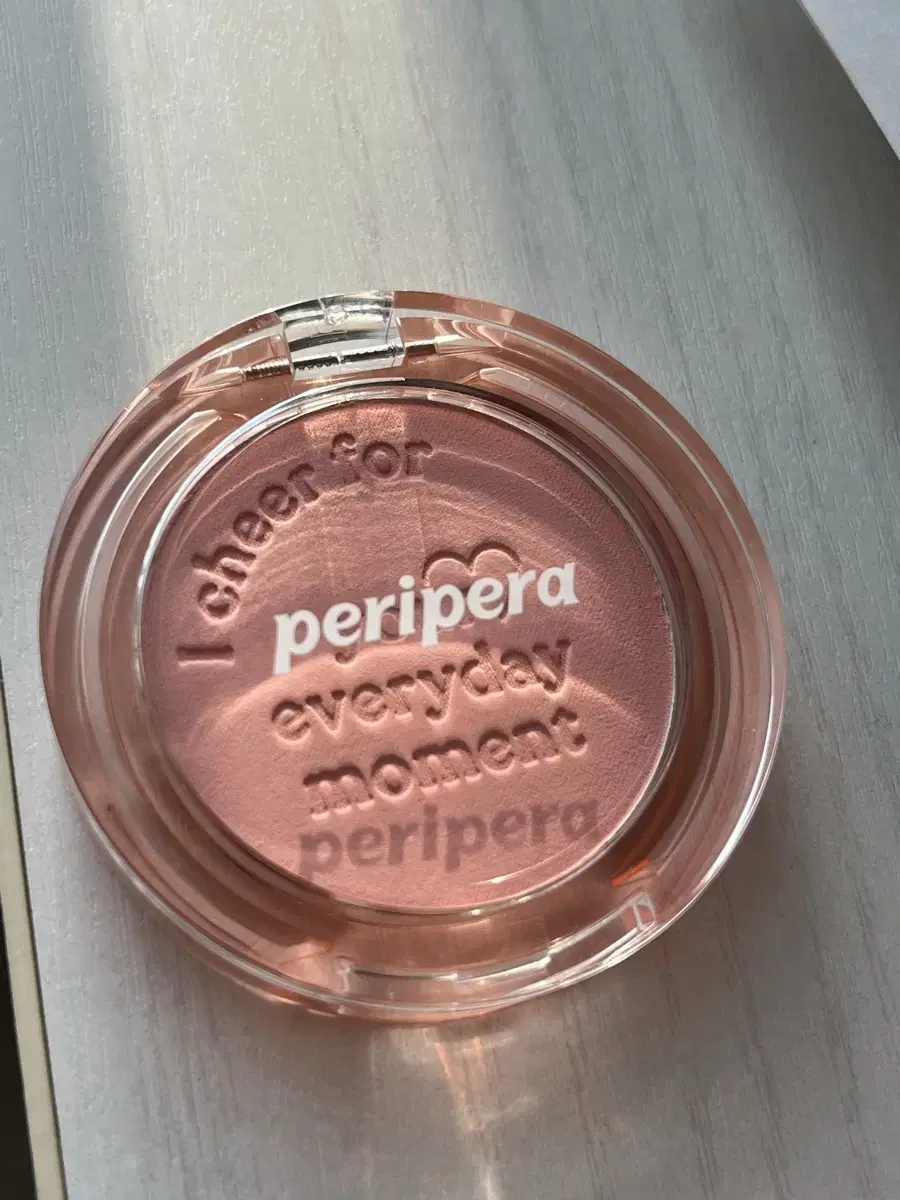 I cheer for
peripera
everyday
moment
peripera